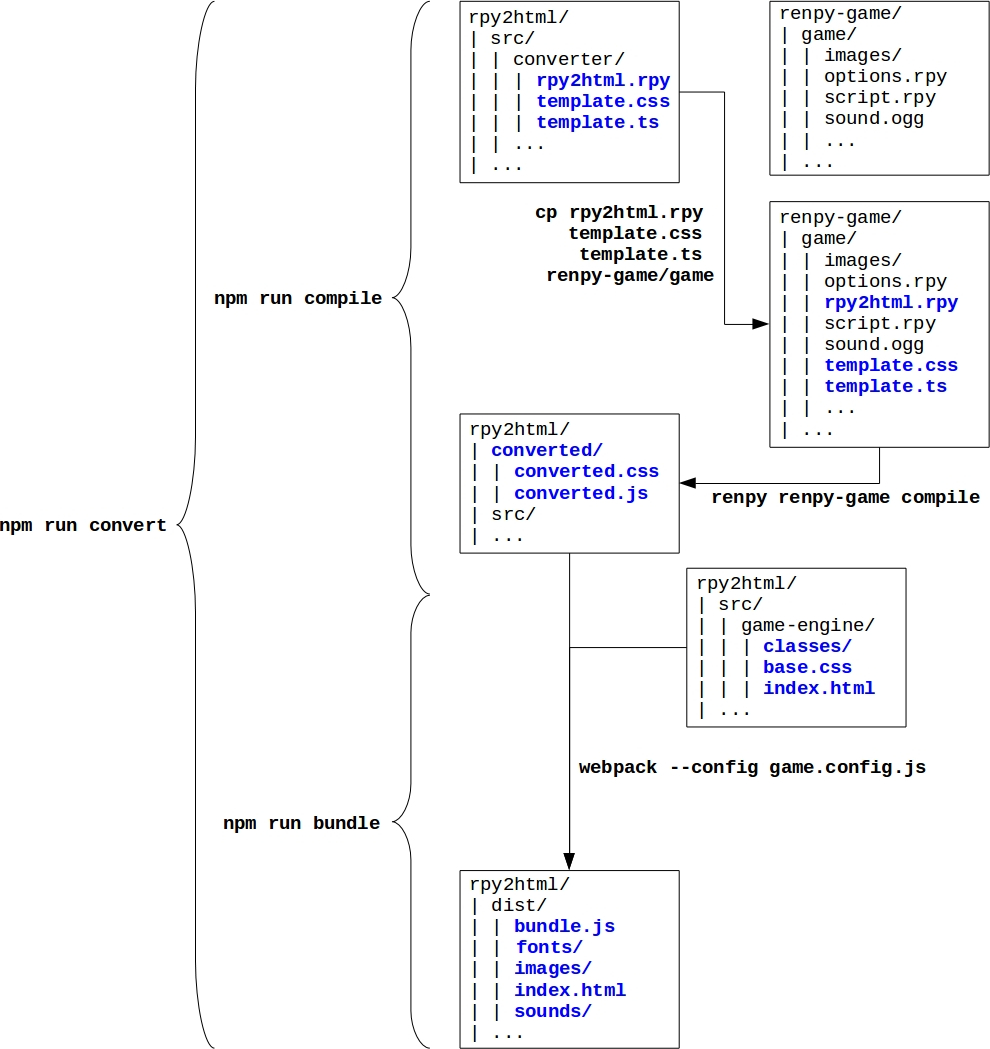 rpy2html/
| src/
| | converter/
| | | rpy2html.rpy
| | | template.css
| | | template.ts
| | ...
| ...
renpy-game/
| game/
| | images/
| | options.rpy
| | script.rpy
| | sound.ogg
| | ...
| ...
cp rpy2html.rpy
template.css
template.ts
renpy-game/game
renpy-game/
| game/
| | images/
| | options.rpy
| | rpy2html.rpy
| | script.rpy
| | sound.ogg
| | template.css
| | template.ts
| | ...
| ...
npm run compile
rpy2html/
| converted/
| | converted.css
| | converted.js
| src/
| ...
renpy renpy-game compile
npm run convert
rpy2html/
| src/
| | game-engine/
| | | classes/
| | | base.css
| | | index.html
| ...
webpack --config game.config.js
npm run bundle
rpy2html/
| dist/
| | bundle.js
| | fonts/
| | images/
| | index.html
| | sounds/
| ...